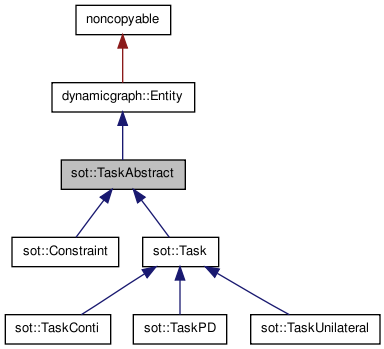 noncopyable
dynamicgraph::Entity
sot::TaskAbstract
sot::Constraint
sot::Task
sot::TaskConti
sot::TaskPD
sot::TaskUnilateral